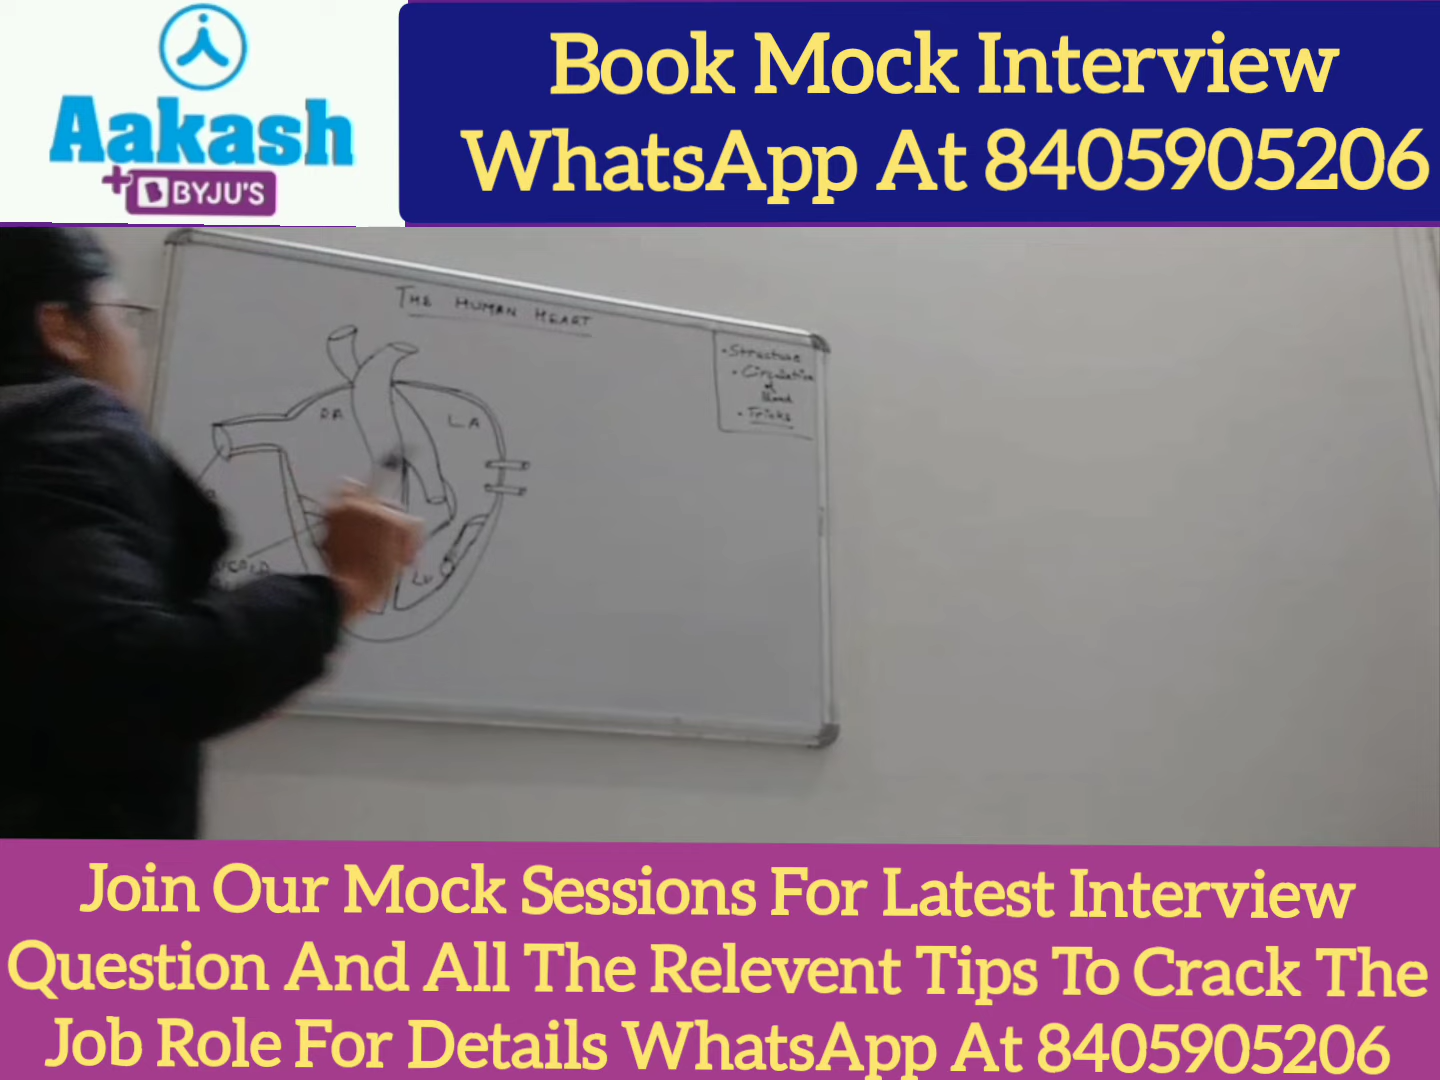 Aakash
+ BYJU'S
Book Mock Interview
WhatsApp At 8405905206
THE HUMAN HEART
• Structure
• Circulation
of
Blood
• Tricks
RA
LA
LV
Join Our Mock Sessions For Latest Interview
Question And All The Relevent Tips To Crack The
Job Role For Details WhatsApp At 8405905206